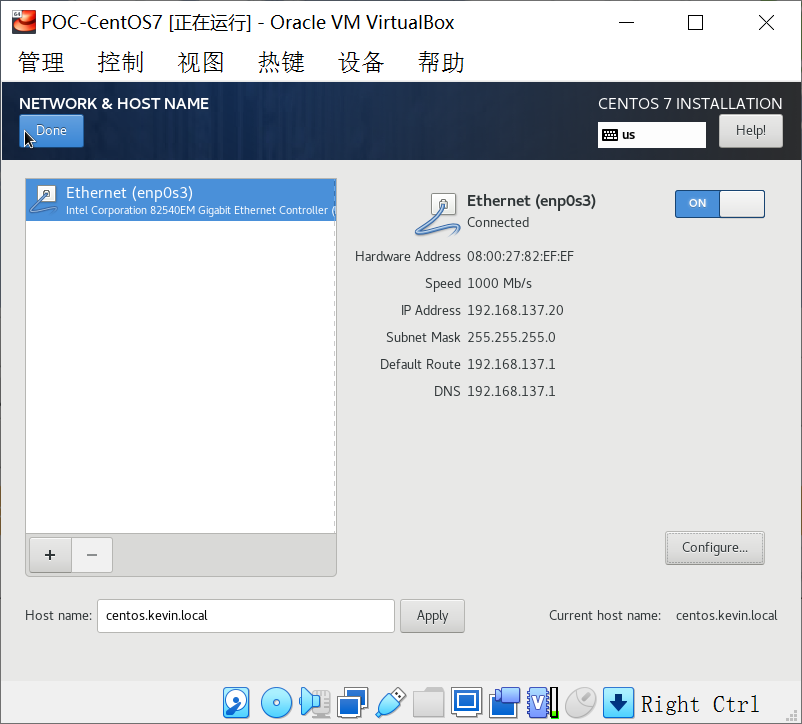 POC-CentOS7 [正在运行] - Oracle VM VirtualBox
管理 控制 视图 热键 设备 帮助
NETWORK & HOST NAME
CENTOS 7 INSTALLATION
Done
us
Help!
Ethernet (enp0s3)
Intel Corporation 82540EM Gigabit Ethernet Controller (
Ethernet (enp0s3)
Connected
ON
Hardware Address 08:00:27:82:EF:EF
Speed 1000 Mb/s
IP Address 192.168.137.20
Subnet Mask 255.255.255.0
Default Route 192.168.137.1
DNS 192.168.137.1
+ −
Configure...
Host name: centos.kevin.local Apply Current host name: centos.kevin.local
Right Ctrl